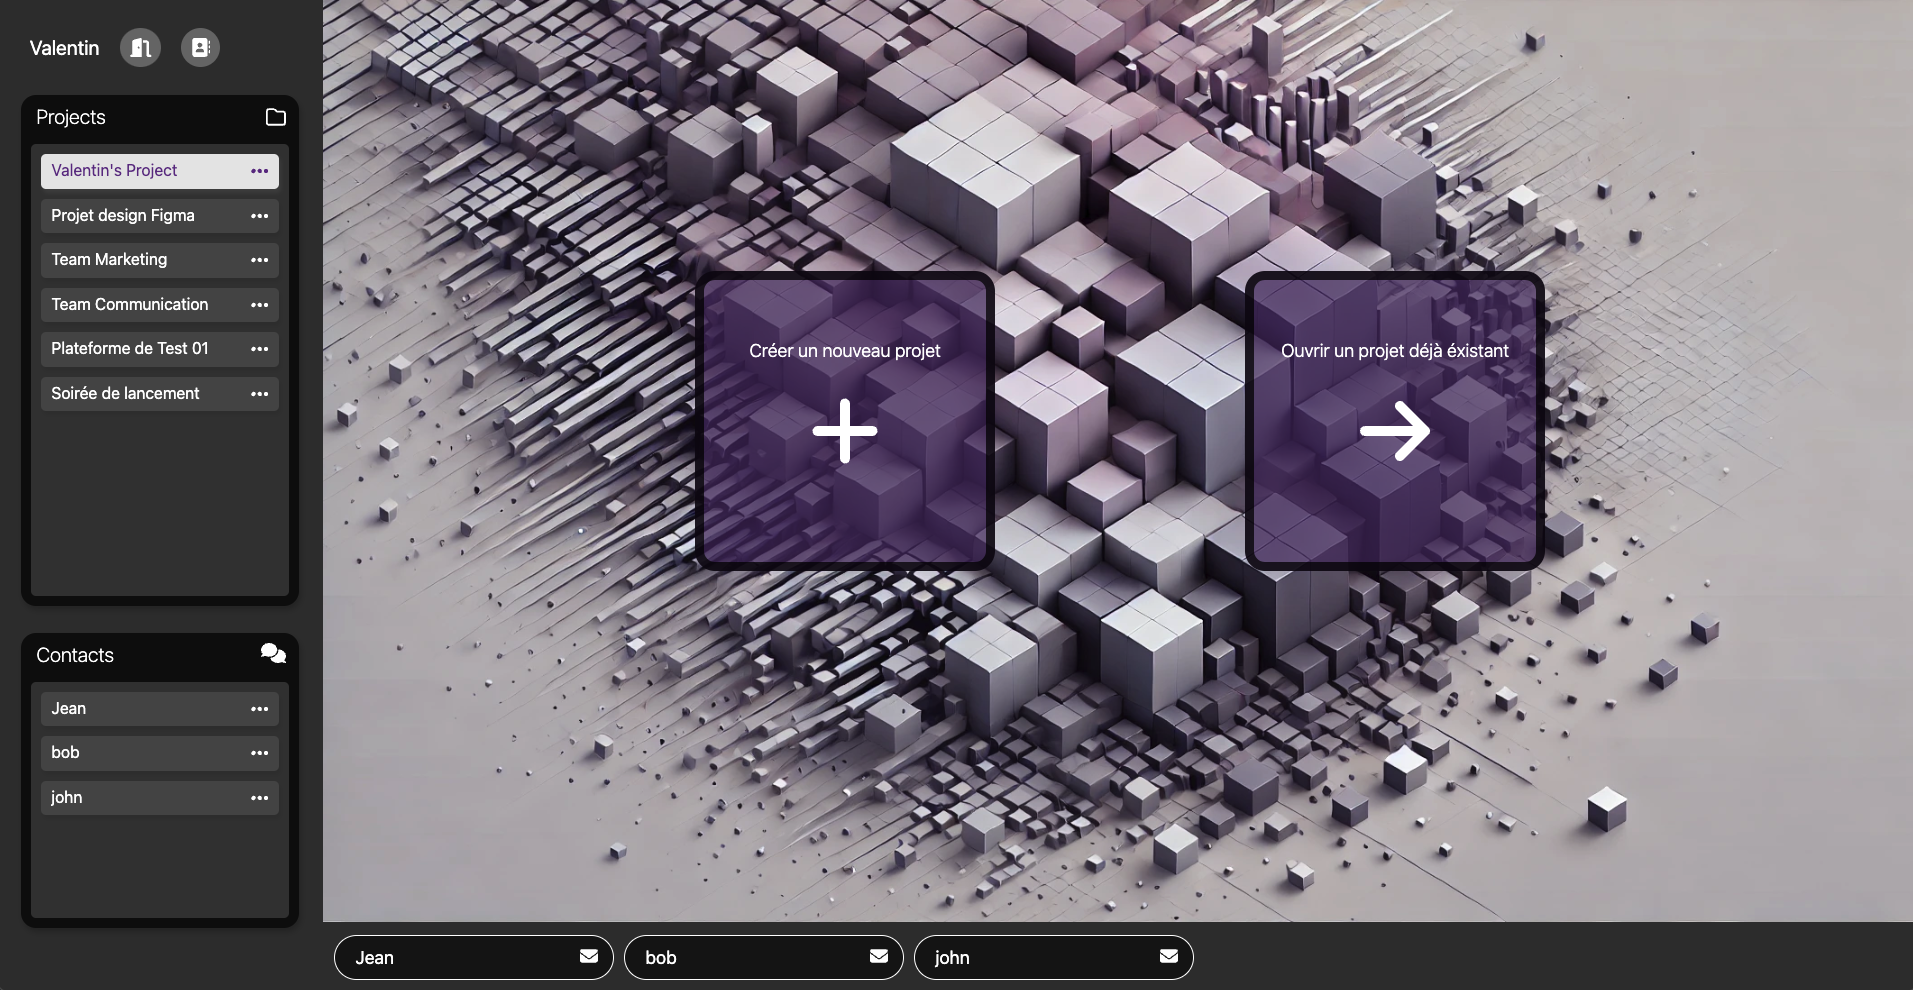 Valentin
Projects
Valentin's Project
Projet design Figma
Team Marketing
Team Communication
Plateforme de Test 01
Soirée de lancement
Contacts
Jean
bob
john
Créer un nouveau projet
Ouvrir un projet déjà éxistant
Jean
bob
john